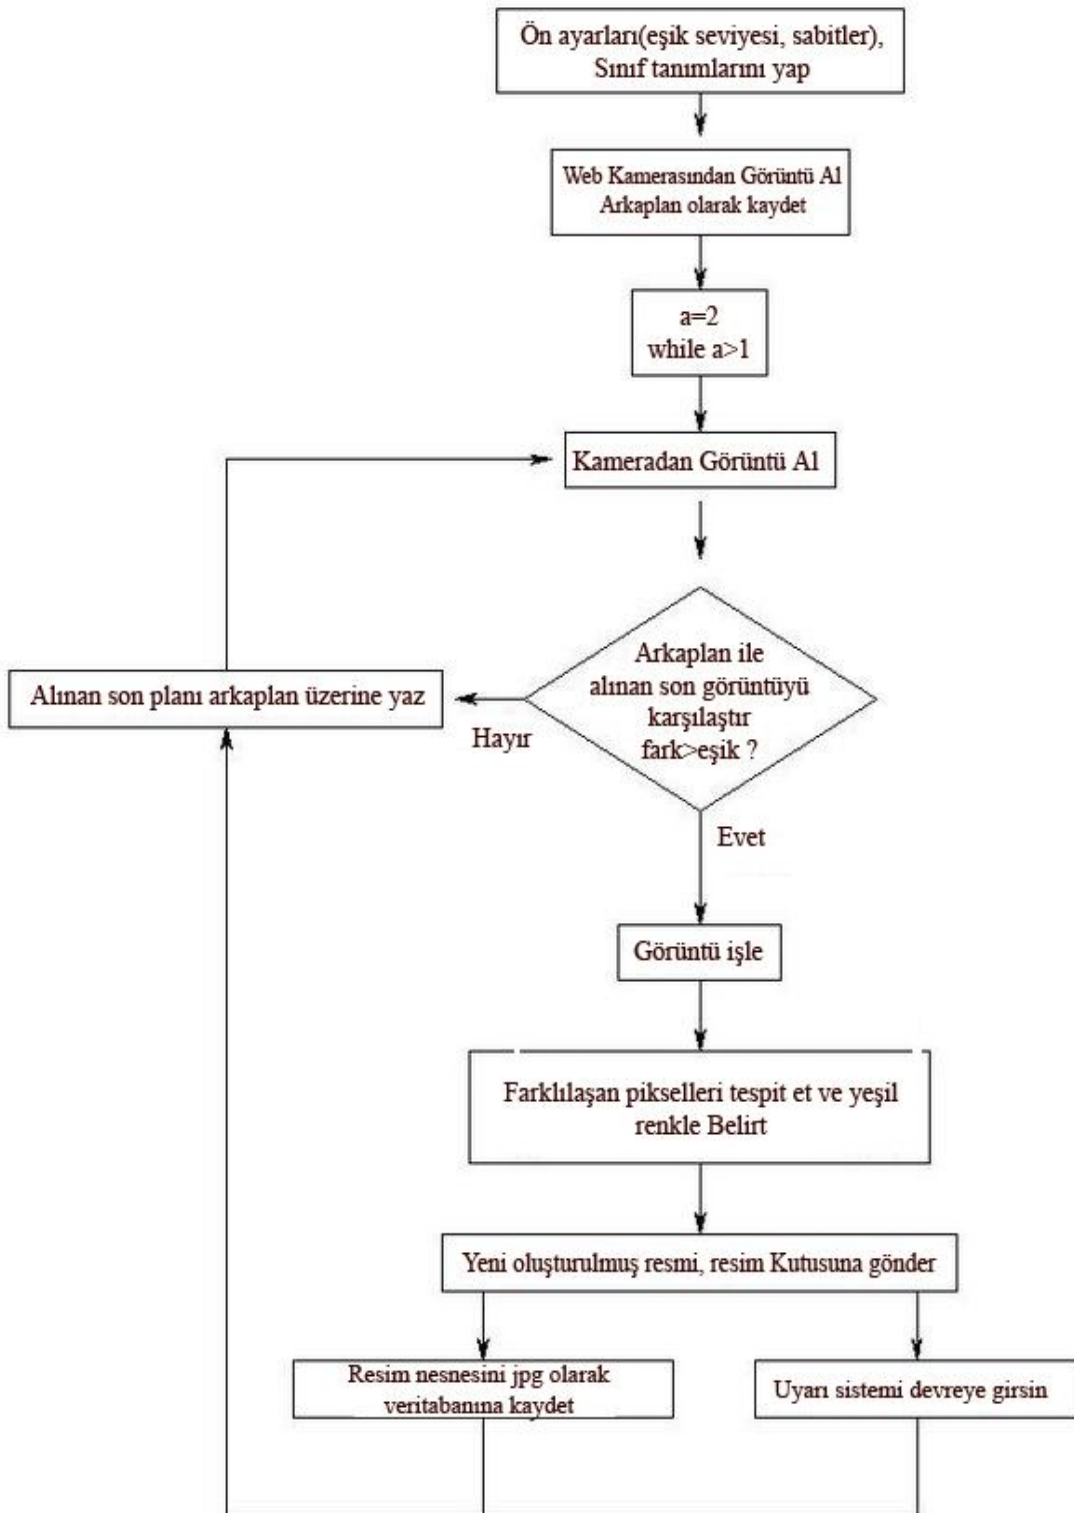 Ön ayarları(eşik seviyesi, sabitler),
Sınıf tanımlarını yap
Web Kamerasından Görüntü Al
Arkaplan olarak kaydet
a=2
while a>1
Kameradan Görüntü Al
Arkaplan ile
alınan son görüntüyü
karşılaştır
fark>eşik ?
Alınan son planı arkaplan üzerine yaz
Hayır
Evet
Görüntü işle
Farklılaşan pikselleri tespit et ve yeşil
renkle Belirt
Yeni oluşturulmuş resmi, resim Kutusuna gönder
Resim nesnesini jpg olarak
veritabanına kaydet
Uyarı sistemi devreye girsin